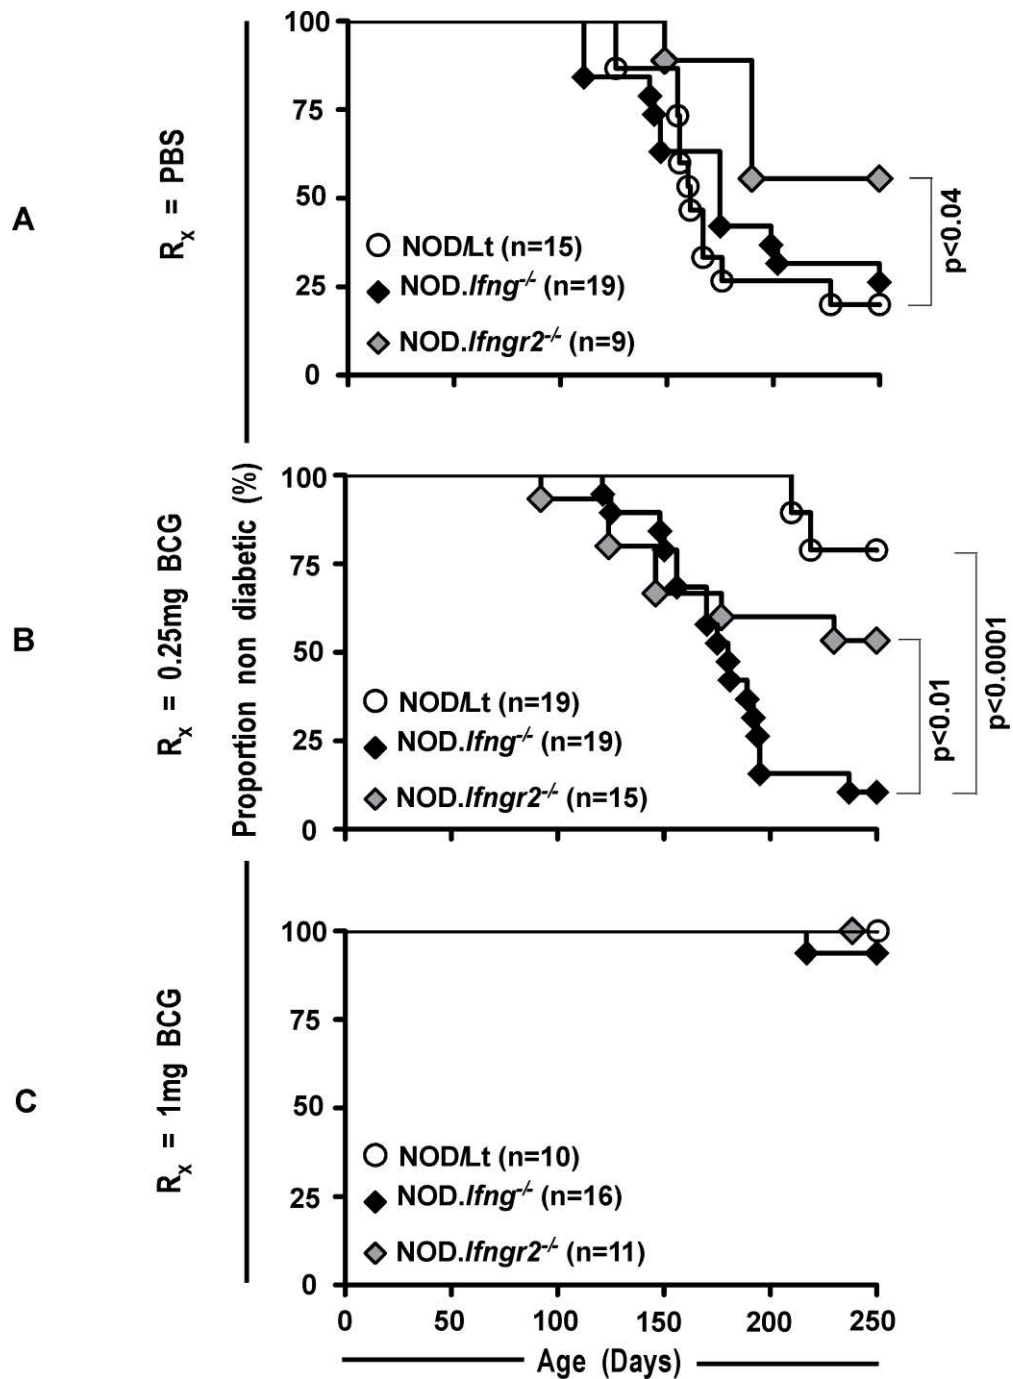 A
Rx = PBS
100
75
50
25
0
NOD/Lt (n=15)
NOD.Ifng-/- (n=19)
NOD.Ifngr2-/- (n=9)
p<0.04
Proportion non diabetic (%)
B
Rx = 0.25mg BCG
100
75
50
25
0
NOD/Lt (n=19)
NOD.Ifng-/- (n=19)
NOD.Ifngr2-/- (n=15)
p<0.01
p<0.0001
C
Rx = 1mg BCG
100
75
50
25
0
NOD/Lt (n=10)
NOD.Ifng-/- (n=16)
NOD.Ifngr2-/- (n=11)
0 50 100 150 200 250
Age (Days)